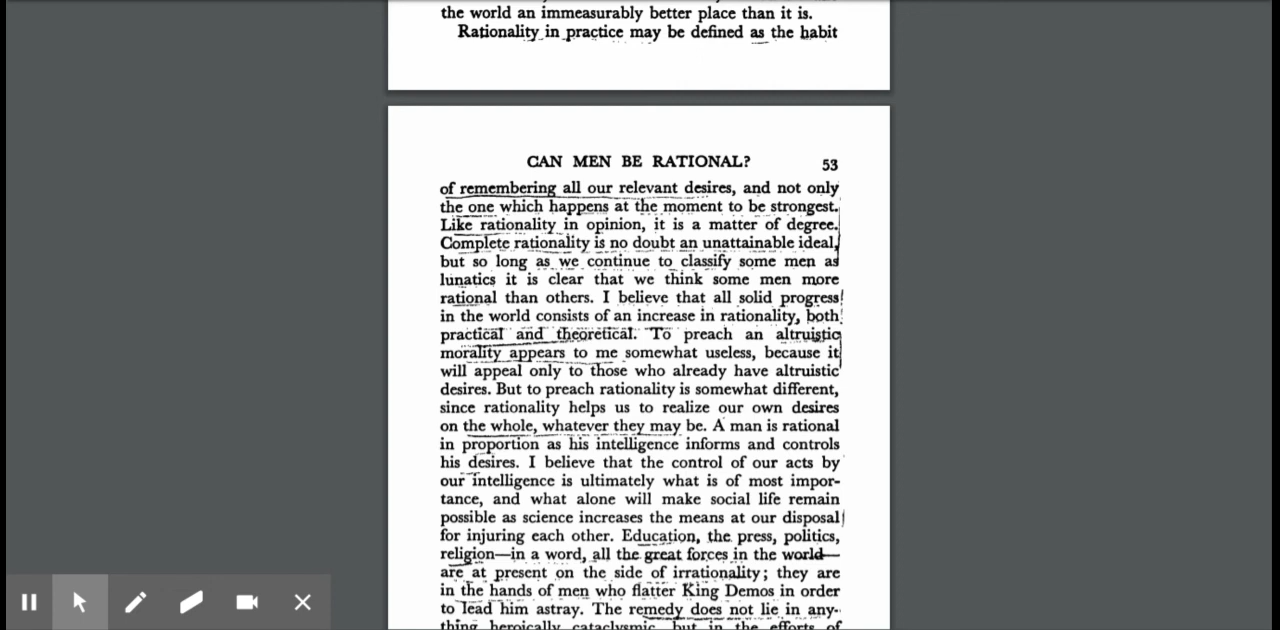 the world an immeasurably better place than it is.
Rationality in practice may be defined as the habit
CAN MEN BE RATIONAL? 53
of remembering all our relevant desires, and not only
the one which happens at the moment to be strongest.
Like rationality in opinion, it is a matter of degree.
Complete rationality is no doubt an unattainable ideal,
but so long as we continue to classify some men as
lunatics it is clear that we think some men more
rational than others. I believe that all solid progress
in the world consists of an increase in rationality, both
practical and theoretical. To preach an altruistic
morality appears to me somewhat useless, because it
will appeal only to those who already have altruistic
desires. But to preach rationality is somewhat different,
since rationality helps us to realize our own desires
on the whole, whatever they may be. A man is rational
in proportion as his intelligence informs and controls
his desires. I believe that the control of our acts by
our intelligence is ultimately what is of most impor-
tance, and what alone will make social life remain
possible as science increases the means at our disposal
for injuring each other. Education, the press, politics,
religion—in a word, all the great forces in the world—
are at present on the side of irrationality; they are
in the hands of men who flatter King Demos in order
to lead him astray. The remedy does not lie in any-
thing heroically cataclysmic, but in the efforts of